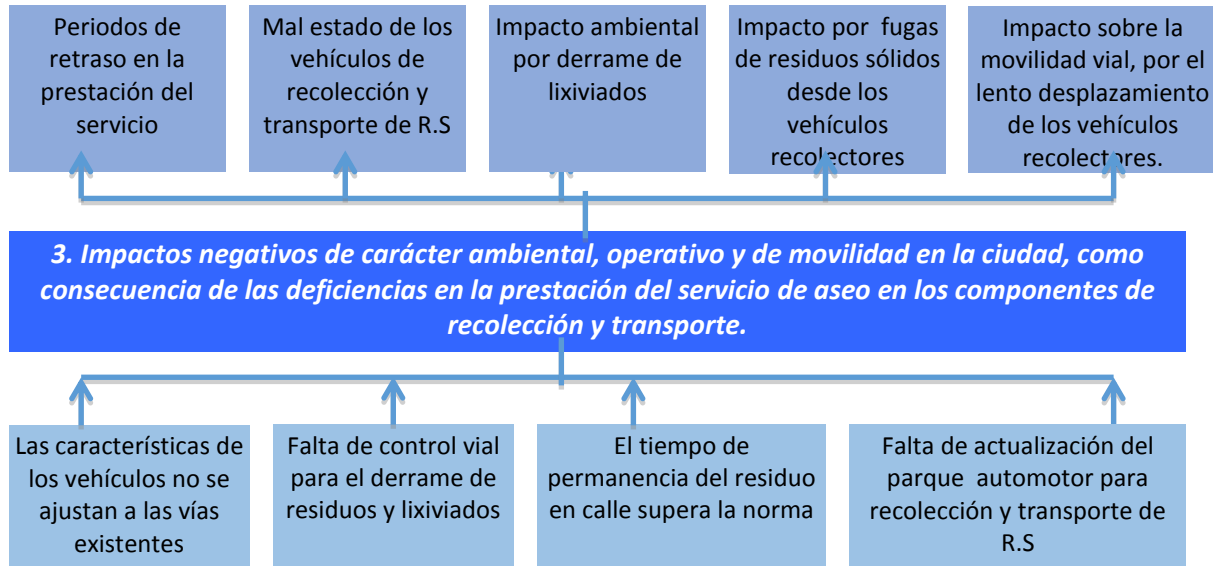 Periodos de
retraso en la
prestación del
servicio
Mal estado de los
vehículos de
recolección y
transporte de R.S
Impacto ambiental
por derrame de
lixiviados
Impacto por fugas
de residuos sólidos
desde los
vehículos
recolectores
Impacto sobre la
movilidad vial, por el
lento desplazamiento
de los vehículos
recolectores.
3. Impactos negativos de carácter ambiental, operativo y de movilidad en la ciudad, como
consecuencia de las deficiencias en la prestación del servicio de aseo en los componentes de
recolección y transporte.
Las características de
los vehículos no se
ajustan a las vías
existentes
Falta de control vial
para el derrame de
residuos y lixiviados
El tiempo de
permanencia del residuo
en calle supera la norma
Falta de actualización del
parque automotor para
recolección y transporte de
R.S